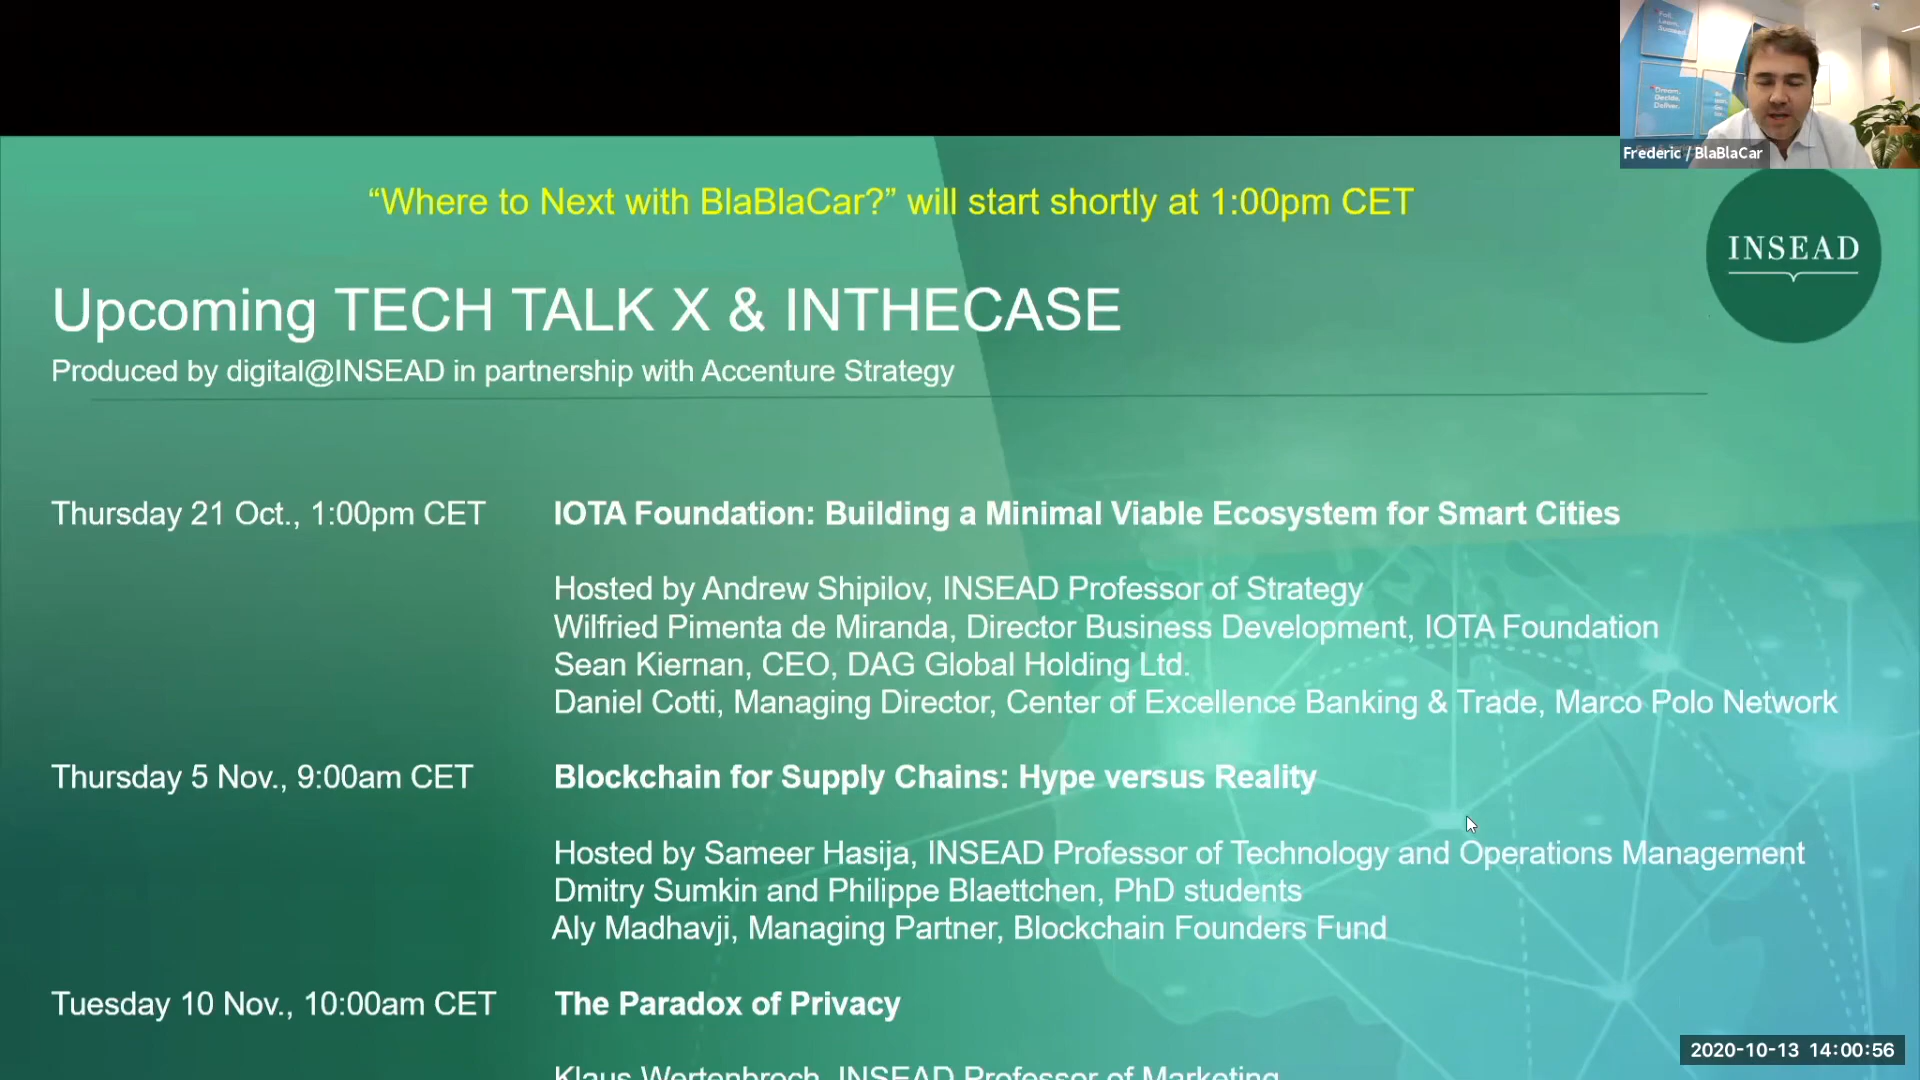 Fail.
Learn.
Succeed.
Dream.
Decide.
Deliver.
Frederic / BlaBlaCar
“Where to Next with BlaBlaCar?” will start shortly at 1:00pm CET
INSEAD
Upcoming TECH TALK X & INTHECASE
Produced by digital@INSEAD in partnership with Accenture Strategy
Thursday 21 Oct., 1:00pm CET
IOTA Foundation: Building a Minimal Viable Ecosystem for Smart Cities
Hosted by Andrew Shipilov, INSEAD Professor of Strategy
Wilfried Pimenta de Miranda, Director Business Development, IOTA Foundation
Sean Kiernan, CEO, DAG Global Holding Ltd.
Daniel Cotti, Managing Director, Center of Excellence Banking & Trade, Marco Polo Network
Thursday 5 Nov., 9:00am CET
Blockchain for Supply Chains: Hype versus Reality
Hosted by Sameer Hasija, INSEAD Professor of Technology and Operations Management
Dmitry Sumkin and Philippe Blaettchen, PhD students
Aly Madhavji, Managing Partner, Blockchain Founders Fund
Tuesday 10 Nov., 10:00am CET
The Paradox of Privacy
Klaus Wertenbroch, INSEAD Professor of Marketing
2020-10-13 14:00:56